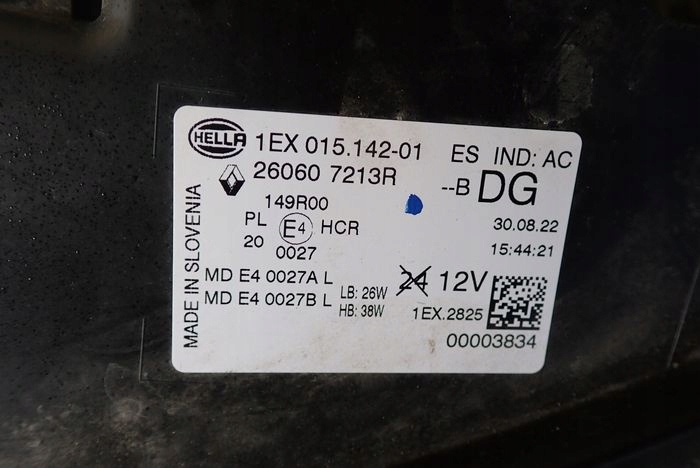 HELLA 1EX 015.142-01 ES IND: AC
26060 7213R --B DG
149R00
PL E4 HCR 30.08.22
20 0027 15:44:21
MD E4 0027A L LB: 26W 24 12V
MD E4 0027B L HB: 38W 1EX.2825
00003834
MADE IN SLOVENIA